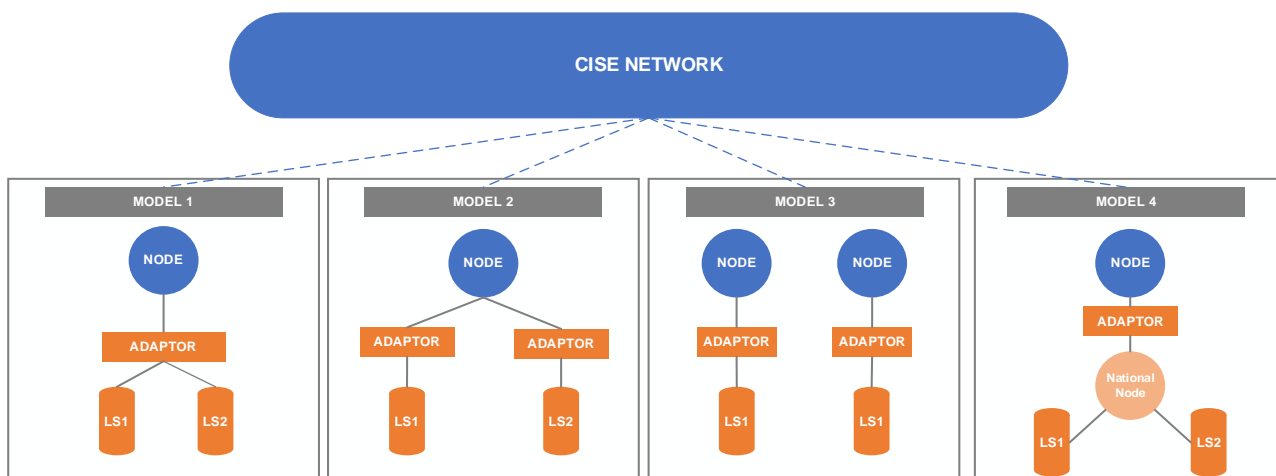 CISE NETWORK
MODEL 1
NODE
ADAPTOR
LS1
LS2
MODEL 2
NODE
ADAPTOR
ADAPTOR
LS1
LS2
MODEL 3
NODE
NODE
ADAPTOR
ADAPTOR
LS1
LS1
MODEL 4
NODE
ADAPTOR
National
Node
LS1
LS2